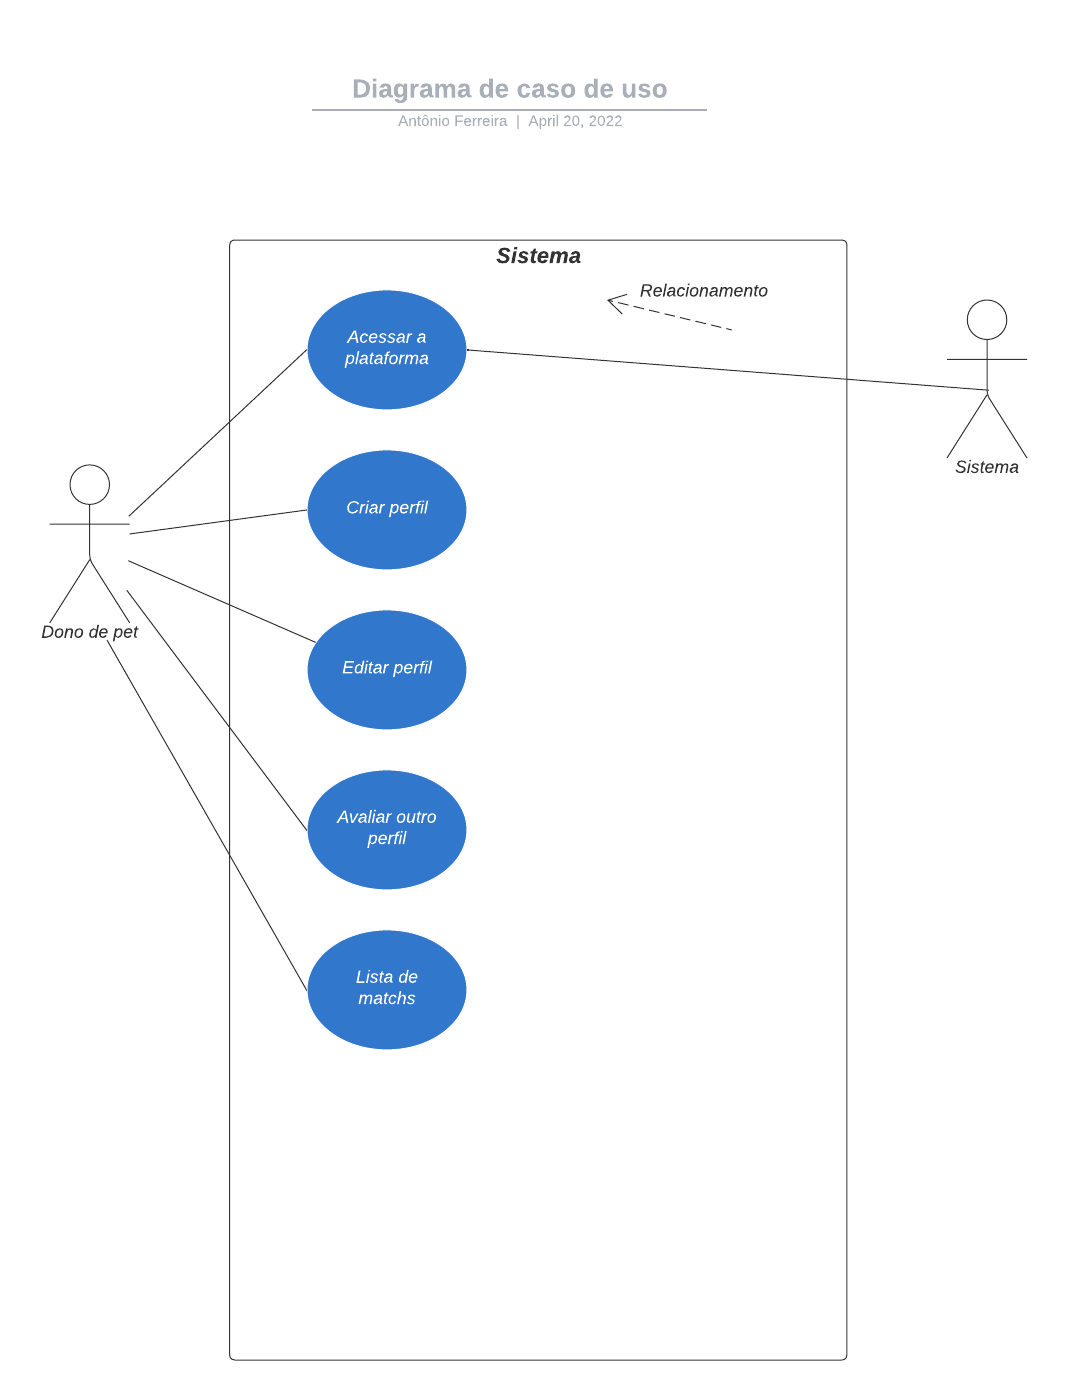 Diagrama de caso de uso
Antônio Ferreira | April 20, 2022
Sistema
Relacionamento
Acessar a
plataforma
Criar perfil
Sistema
Dono de pet
Editar perfil
Avaliar outro
perfil
Lista de
matchs